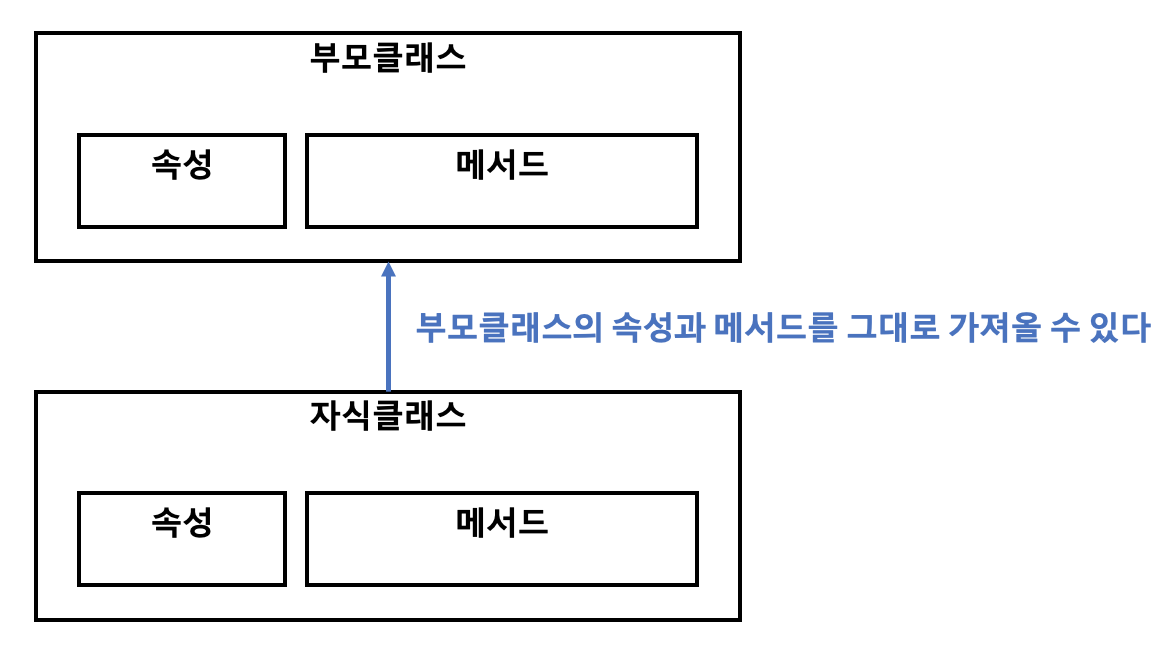 부모클래스
속성
메서드
부모클래스의 속성과 메서드를 그대로 가져올 수 있다
자식클래스
속성
메서드